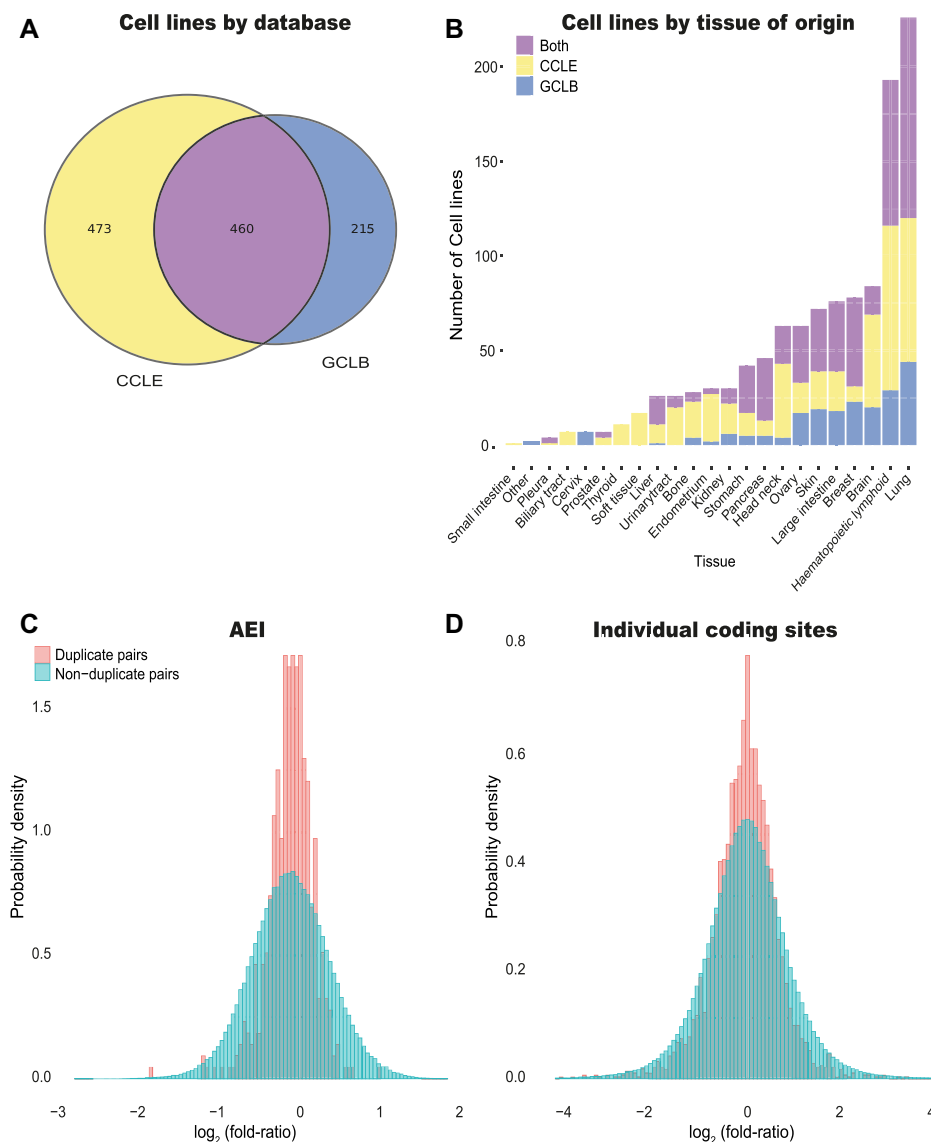 A
Cell lines by database
473
460
215
CCLE
GCLB
B
Cell lines by tissue of origin
Both
CCLE
GCLB
Number of Cell lines
200
150
100
50
0
Small intestine
Other
Pleura
Biliary tract
Cervix
Prostate
Thyroid
Soft tissue
Liver
Urinarytract
Bone
Endometrium
Kidney
Stomach
Pancreas
Head neck
Ovary
Skin
Large intestine
Breast
Brain
Haematopoietic lymphoid
Lung
Tissue
C
AEI
Duplicate pairs
Non−duplicate pairs
Probability density
1.5
1.0
0.5
0.0
−3 −2 −1 0 1 2
log2 (fold-ratio)
D
Individual coding sites
Probability density
0.8
0.6
0.4
0.2
0.0
−4 −2 0 2 4
log2 (fold-ratio)